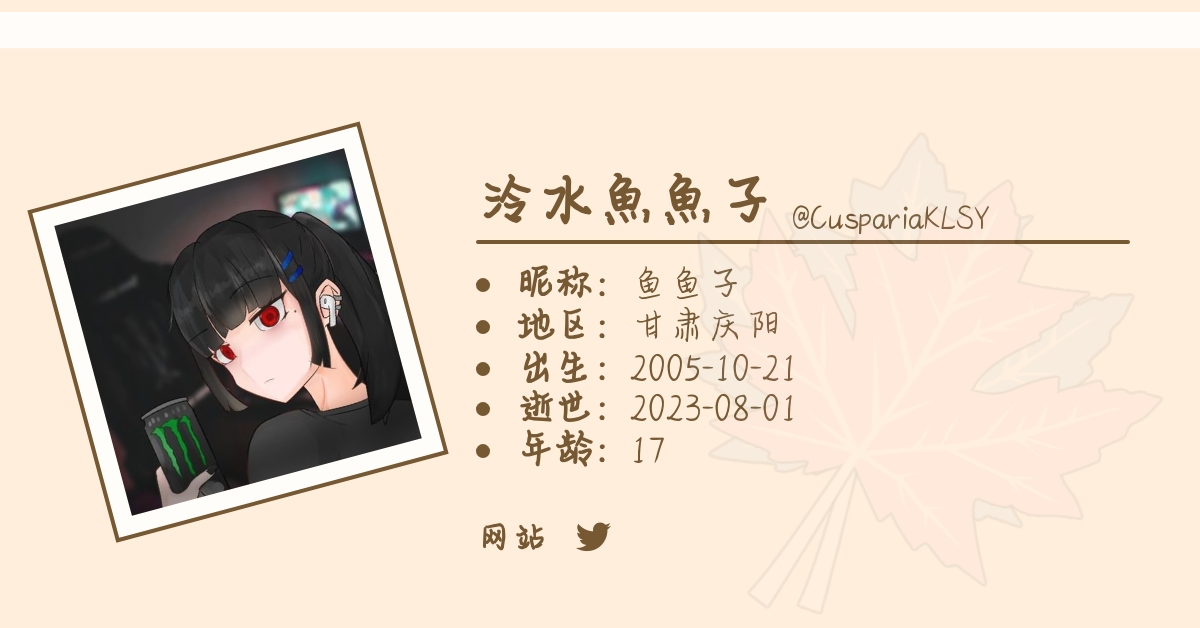 泠水魚魚子 @CuspariaKLSY
昵称：鱼鱼子
地区：甘肃庆阳
出生：2005-10-21
逝世：2023-08-01
年龄：17
网站